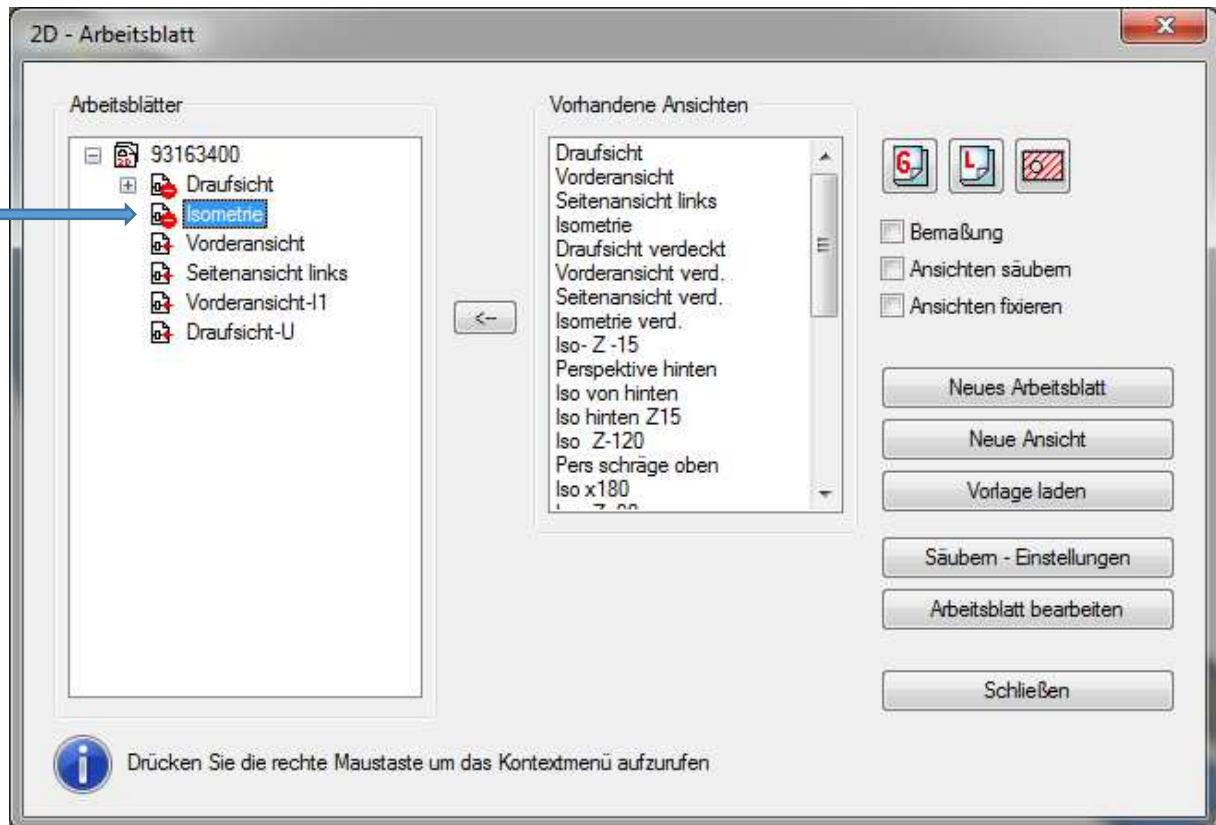 2D - Arbeitsblatt
Arbeitsblätter
93163400
Draufsicht
Isometrie
Vorderansicht
Seitenansicht links
Vorderansicht-I1
Draufsicht-U
<--
Vorhandene Ansichten
Draufsicht
Vorderansicht
Seitenansicht links
Isometrie
Draufsicht verdeckt
Vorderansicht verd.
Seitenansicht verd.
Isometrie verd.
Iso- Z -15
Perspektive hinten
Iso von hinten
Iso hinten Z15
Iso Z-120
Pers schräge oben
Iso x180
G
L
Bemaßung
Ansichten säubern
Ansichten fixieren
Neues Arbeitsblatt
Neue Ansicht
Vorlage laden
Säubern - Einstellungen
Arbeitsblatt bearbeiten
Schließen
Drücken Sie die rechte Maustaste um das Kontextmenü aufzurufen